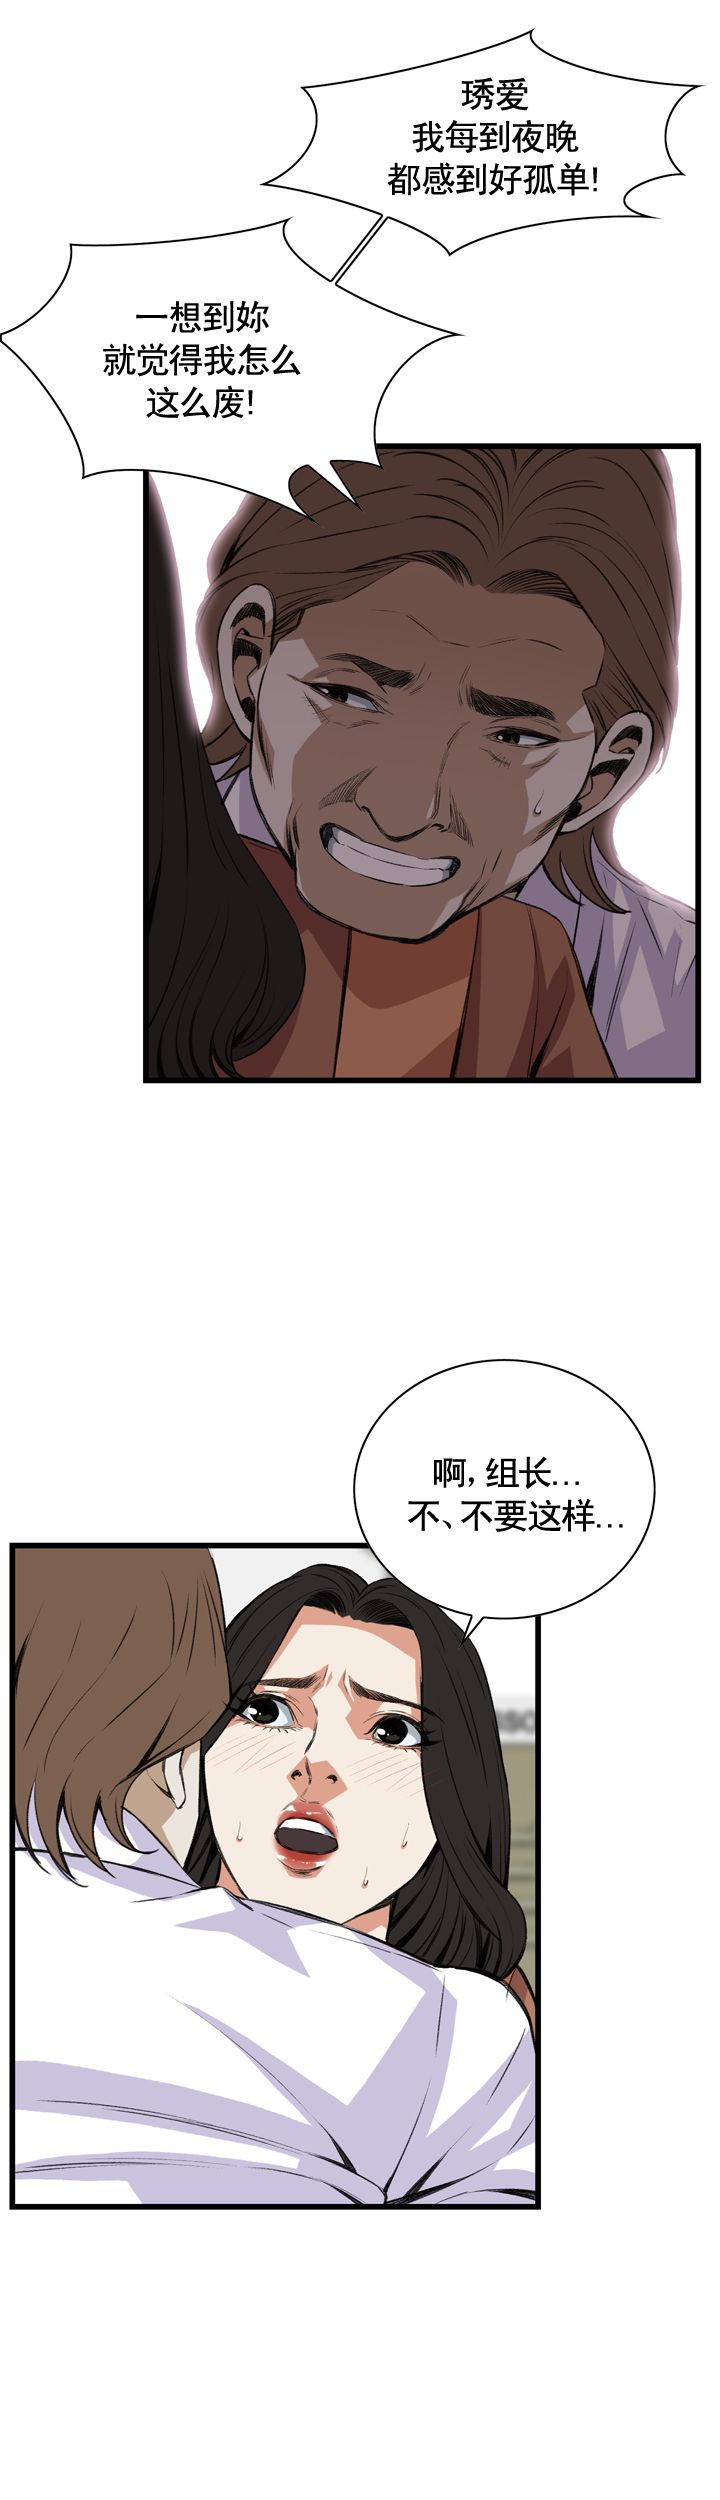 琇爱
我每到夜晚
都感到好孤单!
一想到妳
就觉得我怎么
这么废!
啊,组长...
不、不要这样...